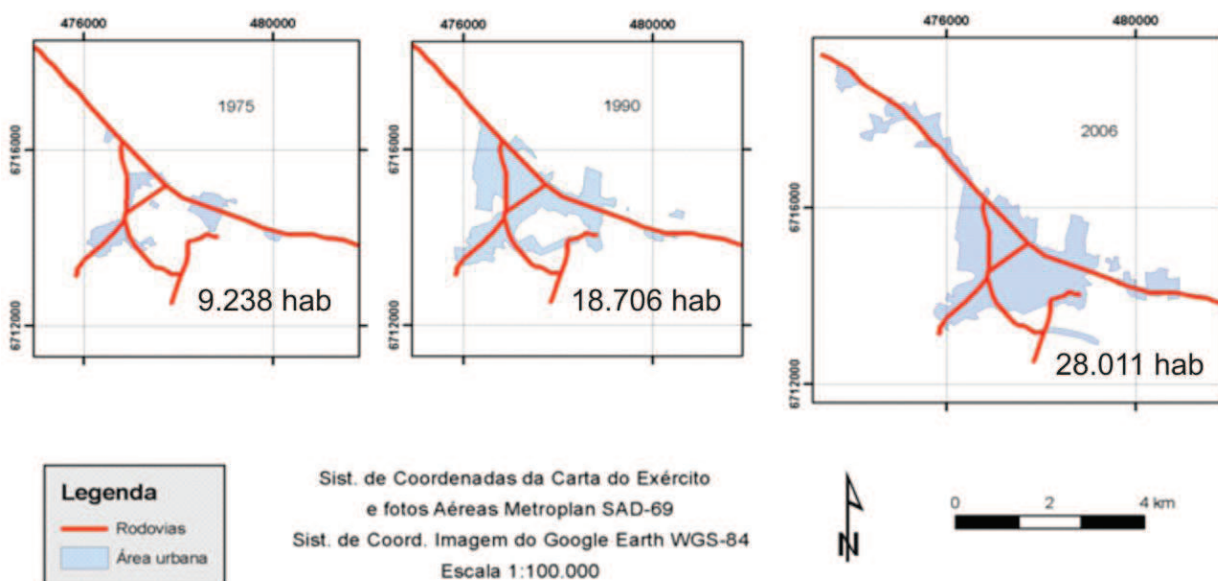 476000
480000
1975
6716000
6712000
9.238 hab
476000
480000
1990
6716000
6712000
18.706 hab
476000
480000
2006
6716000
6712000
28.011 hab
Legenda
Rodovias
Área urbana
Sist. de Coordenadas da Carta do Exército
e fotos Aéreas Metroplan SAD-69
Sist. de Coord. Imagem do Google Earth WGS-84
Escala 1:100.000
N
0 2 4 km